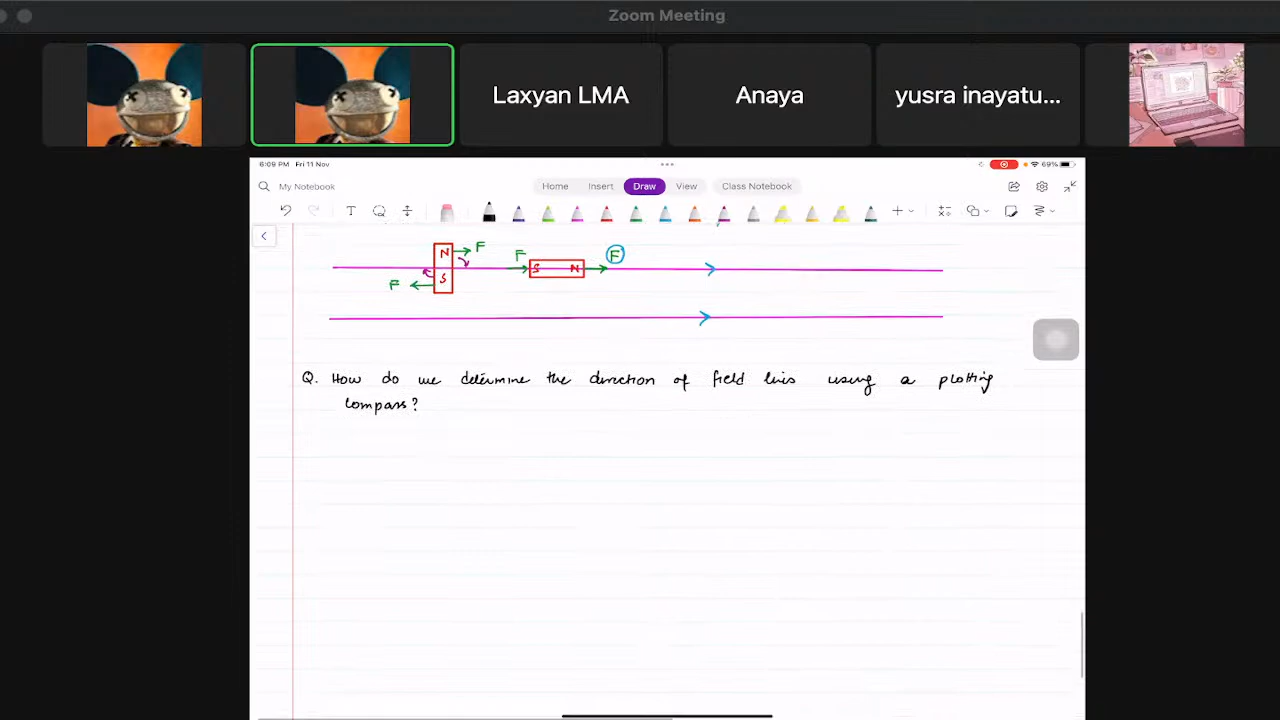 Zoom Meeting
Laxyan LMA
Anaya
yusra inayatu...
6:09 PM Fri 11 Nov
69%
My Notebook
Home Insert Draw View Class Notebook
T
N F
S
F
F
S N
F
Q. How do we determine the direction of field lines using a plotting
compass?